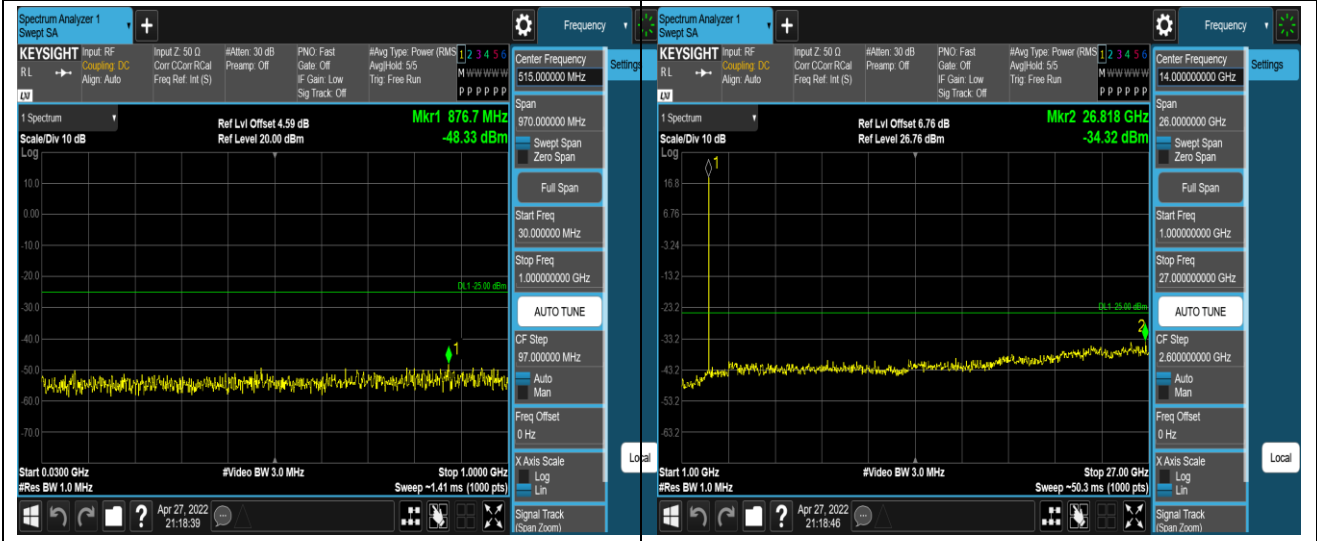 Spectrum Analyzer 1
Swept SA
+
Frequency
KEYSIGHT Input: RF Input Z: 50 Ω #Atten: 30 dB PNO: Fast #Avg Type: Power (RMS 1 2 3 4 5 6
RL Coupling: DC Corr CCorr RCal Preamp: Off Gate: Off Avg|Hold: 5/5 M W W W W W
Align: Auto Freq Ref: Int (S) IF Gain: Low Trig: Free Run
LXI Sig Track: Off P P P P P P
1 Spectrum
Ref Lvl Offset 4.59 dB Mkr1 876.7 MHz
Scale/Div 10 dB Ref Level 20.00 dBm -48.33 dBm
Log
10.0
0.00
-10.0
-20.0
DL1 -25.00 dBm
-30.0
-40.0
1
-50.0
-60.0
-70.0
Start 0.0300 GHz #Video BW 3.0 MHz Stop 1.0000 GHz
#Res BW 1.0 MHz Sweep ~1.41 ms (1000 pts)
Center Frequency
515.000000 MHz
Settings
Span
970.000000 MHz
Swept Span
Zero Span
Full Span
Start Freq
30.000000 MHz
Stop Freq
1.000000000 GHz
AUTO TUNE
CF Step
97.000000 MHz
Auto
Man
Freq Offset
0 Hz
X Axis Scale
Log
Lin
Local
Signal Track
(Span Zoom)
? Apr 27, 2022
21:18:39
Spectrum Analyzer 1
Swept SA
+
Frequency
KEYSIGHT Input: RF Input Z: 50 Ω #Atten: 30 dB PNO: Fast #Avg Type: Power (RMS 1 2 3 4 5 6
RL Coupling: DC Corr CCorr RCal Preamp: Off Gate: Off Avg|Hold: 5/5 M W W W W W
Align: Auto Freq Ref: Int (S) IF Gain: Low Trig: Free Run
LXI Sig Track: Off P P P P P P
1 Spectrum
Ref Lvl Offset 6.76 dB Mkr2 26.818 GHz
Scale/Div 10 dB Ref Level 26.76 dBm -34.32 dBm
Log
1
16.8
6.76
-3.24
-13.2
DL1 -25.00 dBm
-23.2
2
-33.2
-43.2
-53.2
-63.2
Start 1.00 GHz #Video BW 3.0 MHz Stop 27.00 GHz
#Res BW 1.0 MHz Sweep ~50.3 ms (1000 pts)
Center Frequency
14.000000000 GHz
Settings
Span
26.0000000 GHz
Swept Span
Zero Span
Full Span
Start Freq
1.000000000 GHz
Stop Freq
27.000000000 GHz
AUTO TUNE
CF Step
2.600000000 GHz
Auto
Man
Freq Offset
0 Hz
X Axis Scale
Log
Lin
Local
Signal Track
(Span Zoom)
? Apr 27, 2022
21:18:46